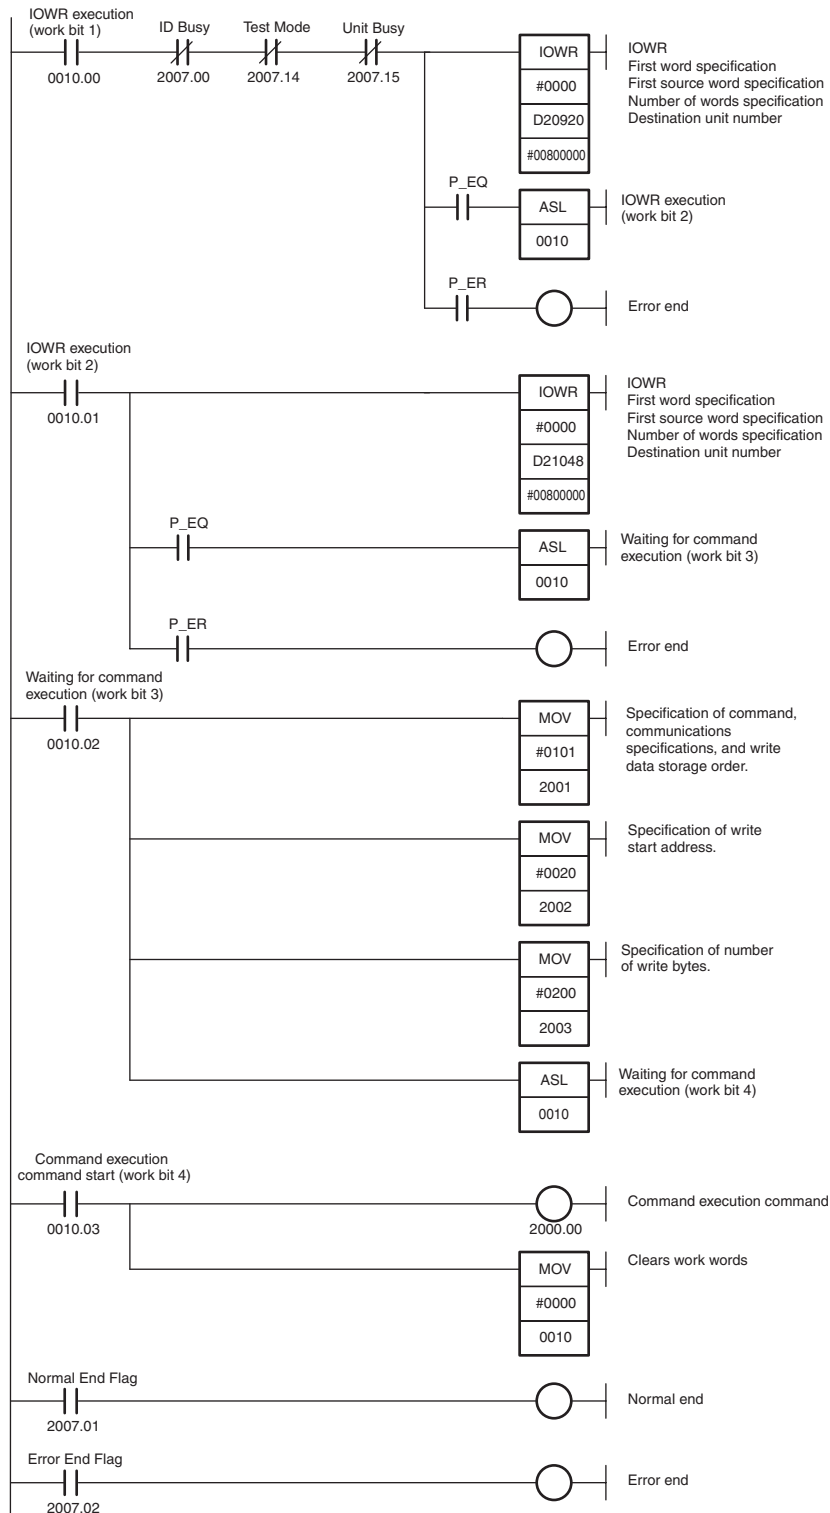 IOWR execution
(work bit 1)
ID Busy
Test Mode
Unit Busy
0010.00
2007.00
2007.14
2007.15
IOWR
#0000
D20920
#00800000
IOWR
First word specification
First source word specification
Number of words specification
Destination unit number
P_EQ
ASL
0010
IOWR execution
(work bit 2)
P_ER
Error end
IOWR execution
(work bit 2)
0010.01
IOWR
#0000
D21048
#00800000
IOWR
First word specification
First source word specification
Number of words specification
Destination unit number
P_EQ
ASL
0010
Waiting for command
execution (work bit 3)
P_ER
Error end
Waiting for command
execution (work bit 3)
0010.02
MOV
#0101
2001
Specification of command,
communications
specifications, and write
data storage order.
MOV
#0020
2002
Specification of write
start address.
MOV
#0200
2003
Specification of number
of write bytes.
ASL
0010
Waiting for command
execution (work bit 4)
Command execution
command start (work bit 4)
0010.03
2000.00
Command execution command
MOV
#0000
0010
Clears work words
Normal End Flag
2007.01
Normal end
Error End Flag
2007.02
Error end